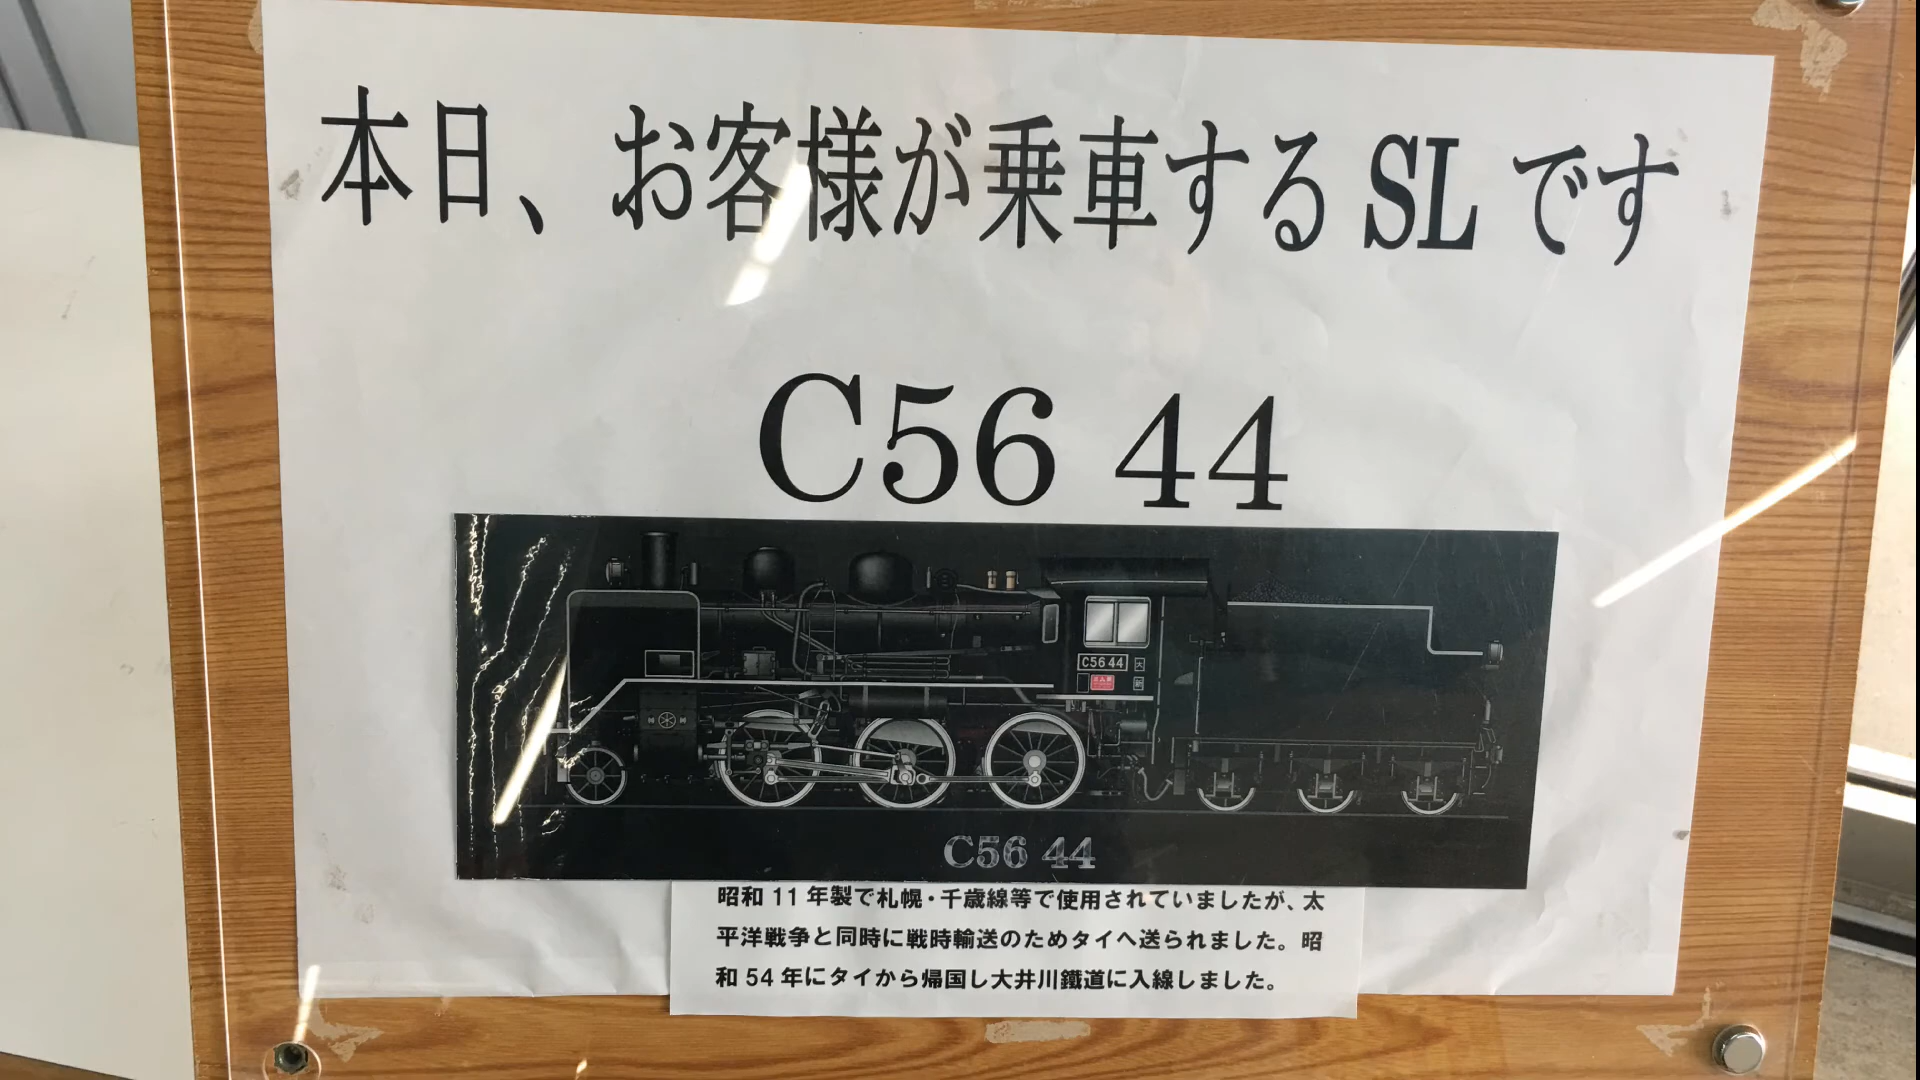 本日、お客様が乗車するSLです
C56 44
C56 44
大
C56 44
昭和 11 年製で札幌・千歳線等で使用されていましたが、太
平洋戦争と同時に戦時輸送のためタイへ送られました。昭
和 54 年にタイから帰国し大井川鐵道に入線しました。